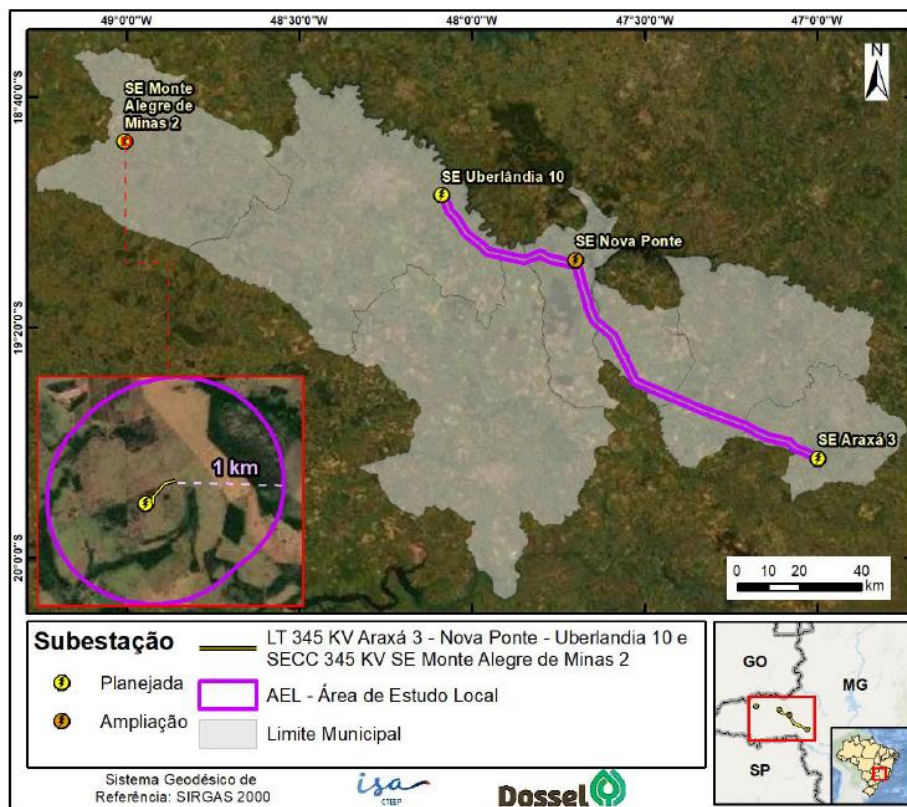 49°0'0"W
48°30'0"W
48°0'0"W
47°30'0"W
47°0'0"W
18°40'0"S
19°20'0"S
20°0'0"S
N
SE Monte
Alegre de
Minas 2
SE Uberlândia 10
SE Nova Ponte
SE Araxá 3
1 km
0 10 20 40
km
Subestação
Planejada
Ampliação
LT 345 KV Araxá 3 - Nova Ponte - Uberlandia 10 e
SECC 345 KV SE Monte Alegre de Minas 2
AEL - Área de Estudo Local
Limite Municipal
GO
MG
SP
Sistema Geodésico de
Referência: SIRGAS 2000
isa
CTEEP
Dossel